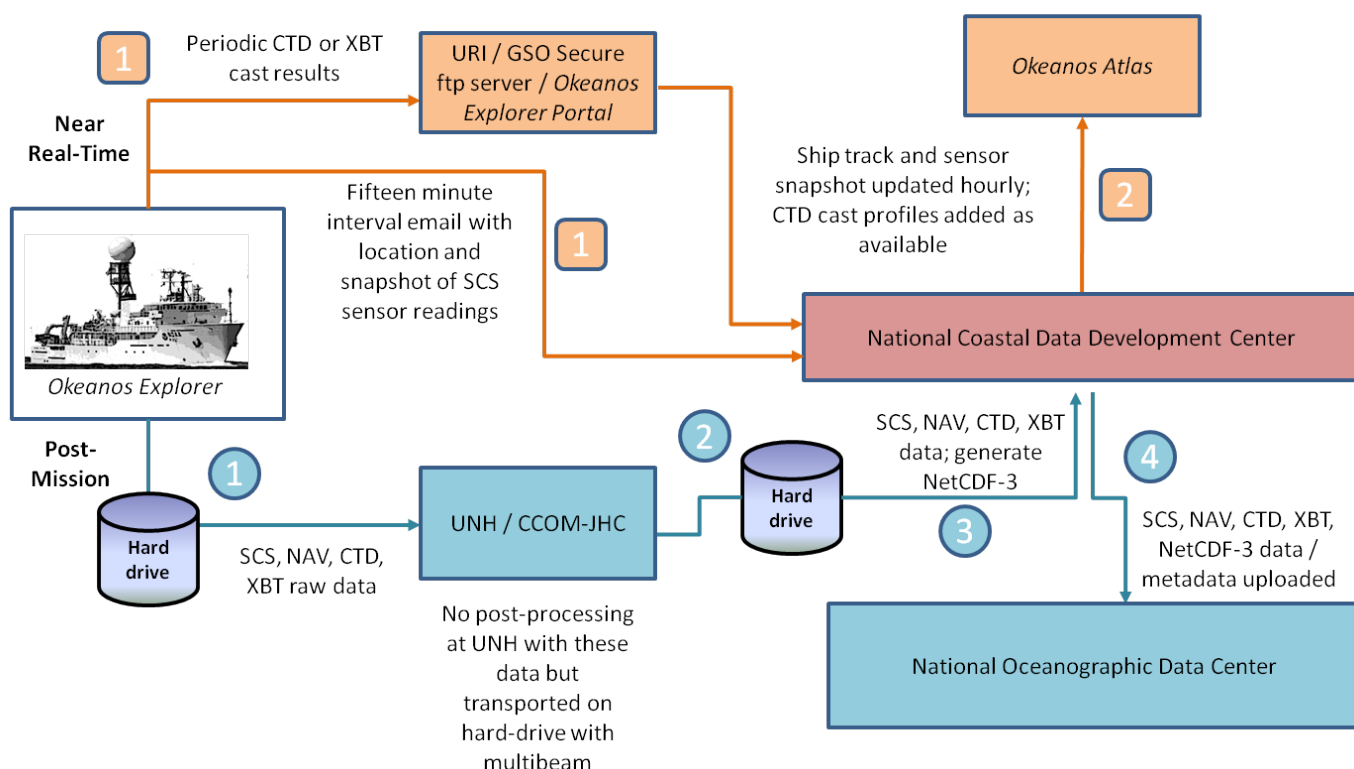 1
Periodic CTD or XBT
cast results
URI / GSO Secure
ftp server / Okeanos
Explorer Portal
Okeanos Atlas
Near
Real-Time
Fifteen minute
interval email with
location and
snapshot of SCS
sensor readings
1
Ship track and sensor
snapshot updated hourly;
CTD cast profiles added as
available
2
National Coastal Data Development Center
Okeanos Explorer
Post-
Mission
1
Hard
drive
SCS, NAV, CTD,
XBT raw data
UNH / CCOM-JHC
No post-processing
at UNH with these
data but
transported on
hard-drive with
multibeam
2
Hard
drive
SCS, NAV, CTD, XBT
data; generate
NetCDF-3
3
4
SCS, NAV, CTD, XBT,
NetCDF-3 data /
metadata uploaded
National Oceanographic Data Center